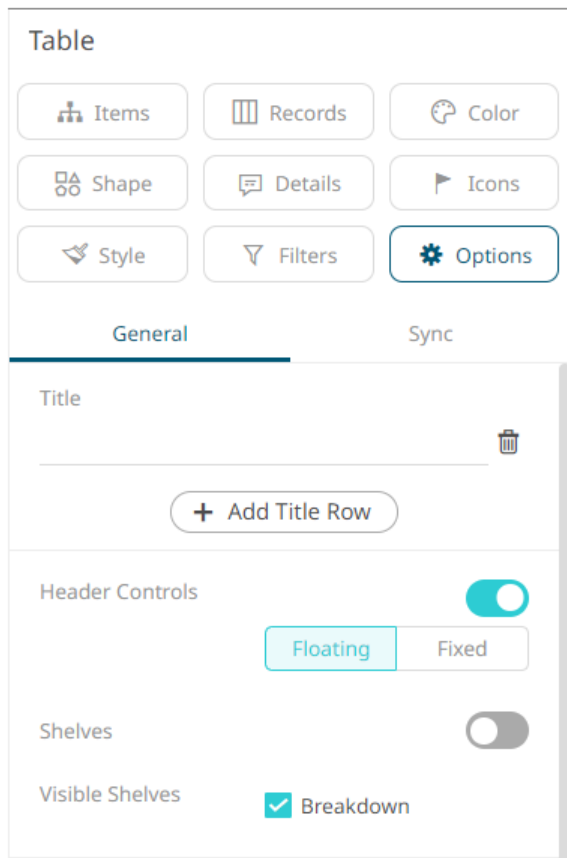 Table
Items Records Color
Shape Details Icons
Style Filters Options
General Sync
Title
+ Add Title Row
Header Controls
Floating Fixed
Shelves
Visible Shelves Breakdown